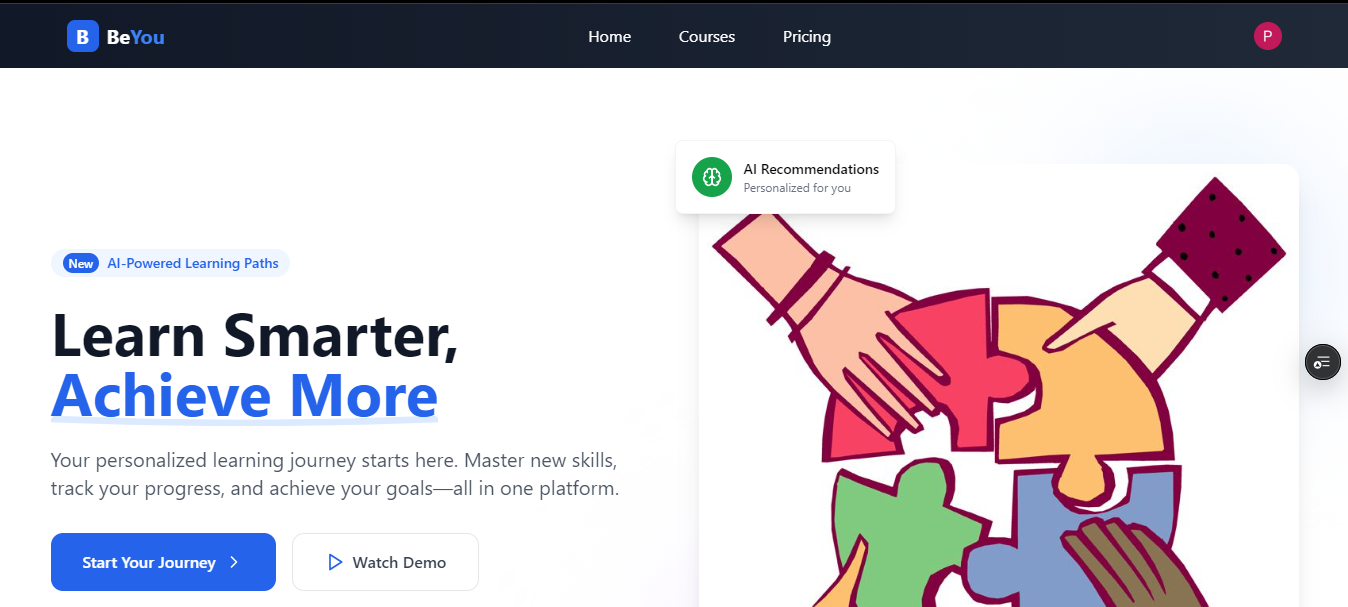 B BeYou
Home Courses Pricing
P
AI Recommendations
Personalized for you
New AI-Powered Learning Paths
Learn Smarter,
Achieve More
Your personalized learning journey starts here. Master new skills,
track your progress, and achieve your goals—all in one platform.
Start Your Journey
Watch Demo